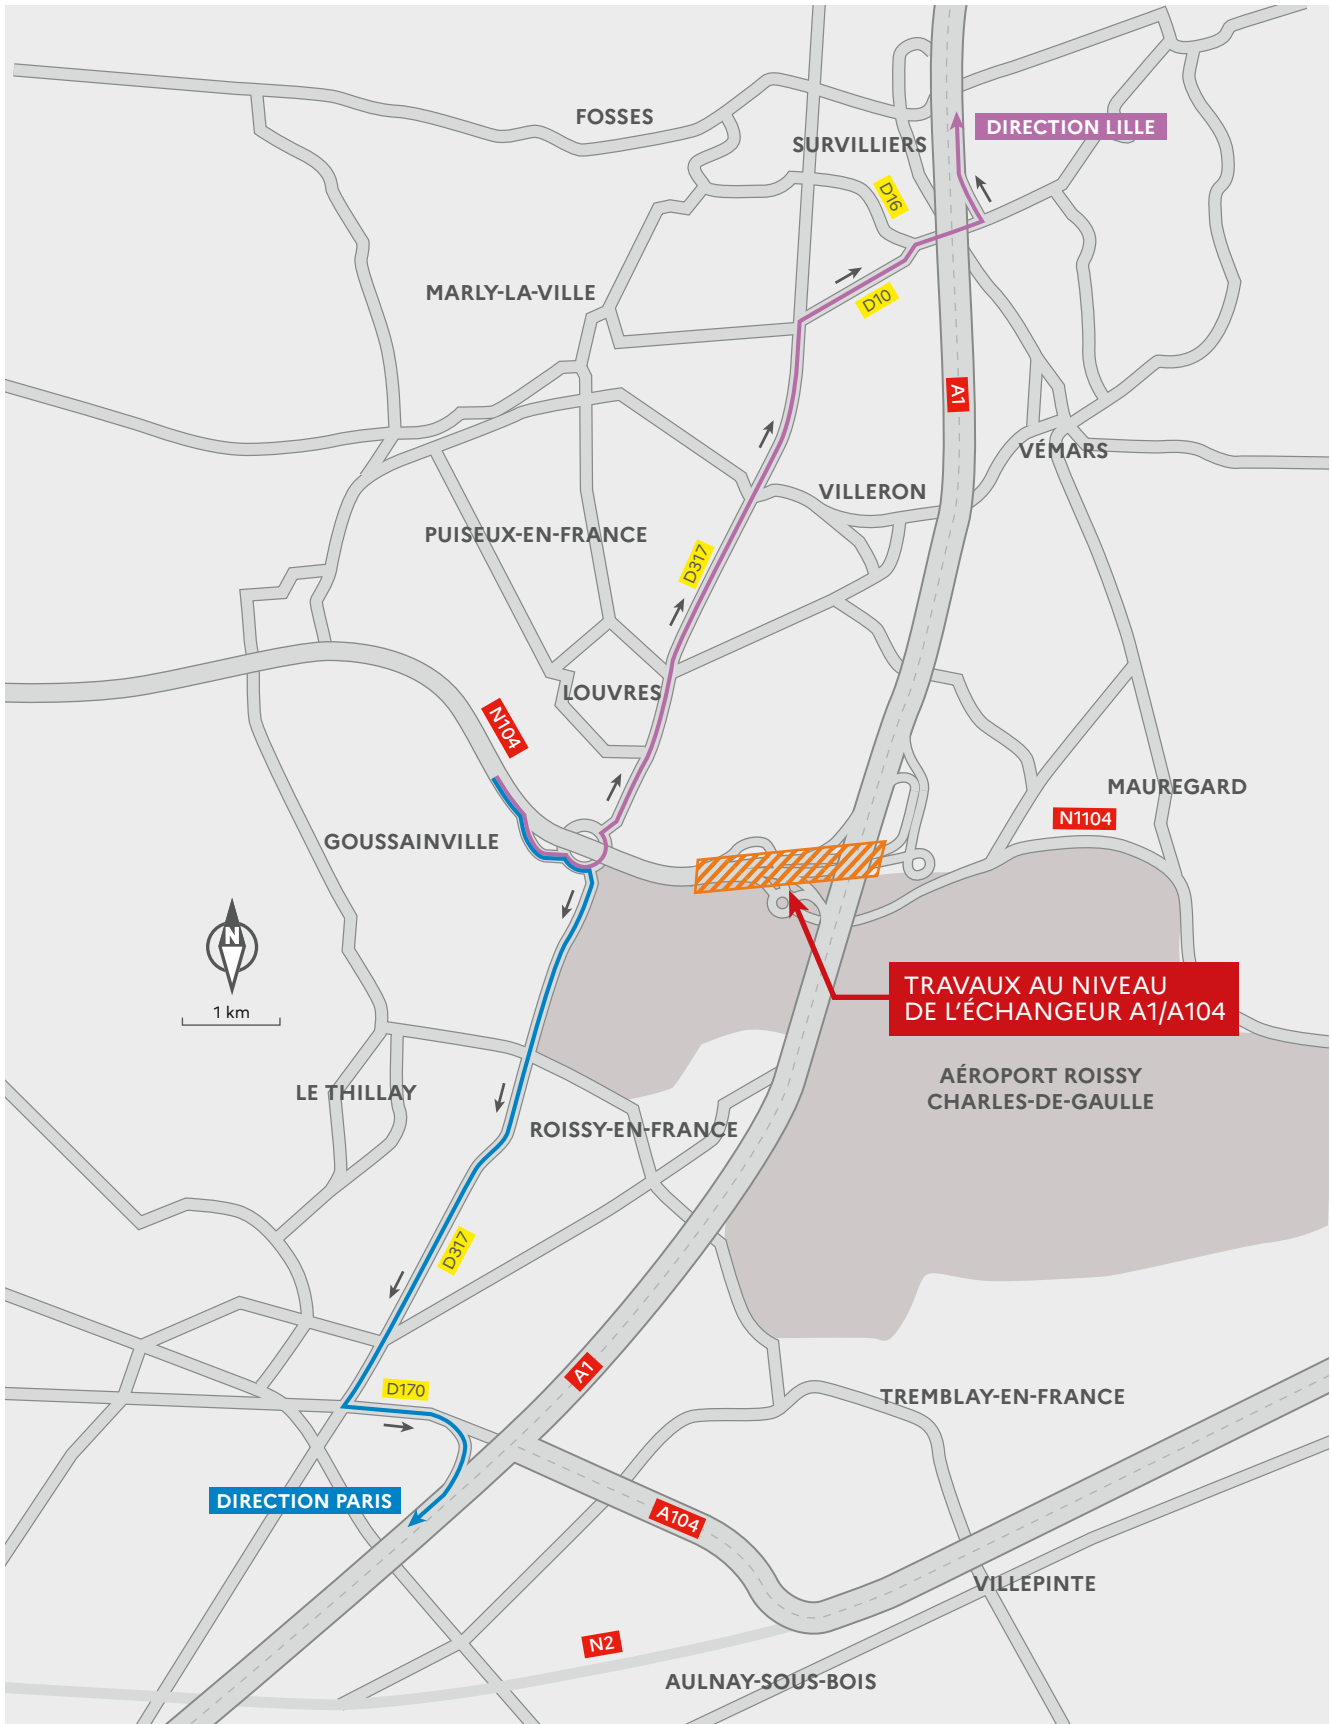 FOSSES
DIRECTION LILLE
SURVILLIERS
D16
MARLY-LA-VILLE
D10
A1
VÉMARS
VILLERON
PUISEUX-EN-FRANCE
D317
LOUVRES
N104
MAUREGARD
N1104
GOUSSAINVILLE
N
1 km
TRAVAUX AU NIVEAU
DE L'ÉCHANGEUR A1/A104
AÉROPORT ROISSY
CHARLES-DE-GAULLE
LE THILLAY
ROISSY-EN-FRANCE
D317
A1
D170
TREMBLAY-EN-FRANCE
DIRECTION PARIS
A104
VILLEPINTE
N2
AULNAY-SOUS-BOIS